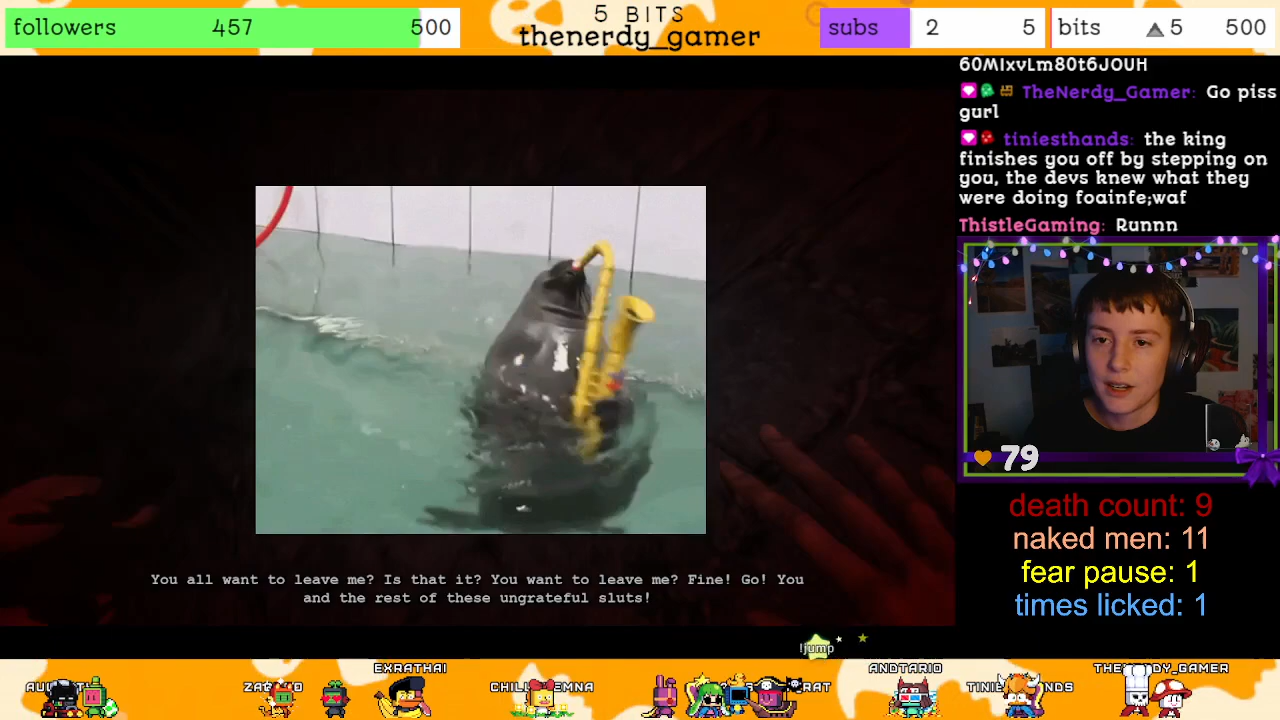 followers 457 500
5 BITS
thenerdy_gamer
subs 2 5
bits 5 500
60MIxvLm80t6JOUH
TheNerdy_Gamer: Go piss
gurl
tiniesthands: the king
finishes you off by stepping on
you, the devs knew what they
were doing foainfe;waf
ThistleGaming: Runnn
79
death count: 9
naked men: 11
fear pause: 1
times licked: 1
You all want to leave me? Is that it? You want to leave me? Fine! Go! You
and the rest of these ungrateful sluts!
!jump
EXRATHAI
ANDTARIO